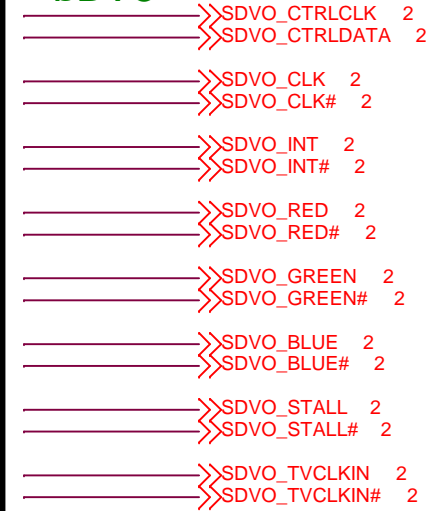 SDVO
SDVO_CTRLCLK 2
SDVO_CTRLDATA 2
SDVO_CLK 2
SDVO_CLK# 2
SDVO_INT 2
SDVO_INT# 2
SDVO_RED 2
SDVO_RED# 2
SDVO_GREEN 2
SDVO_GREEN# 2
SDVO_BLUE 2
SDVO_BLUE# 2
SDVO_STALL 2
SDVO_STALL# 2
SDVO_TVCLKIN 2
SDVO_TVCLKIN# 2